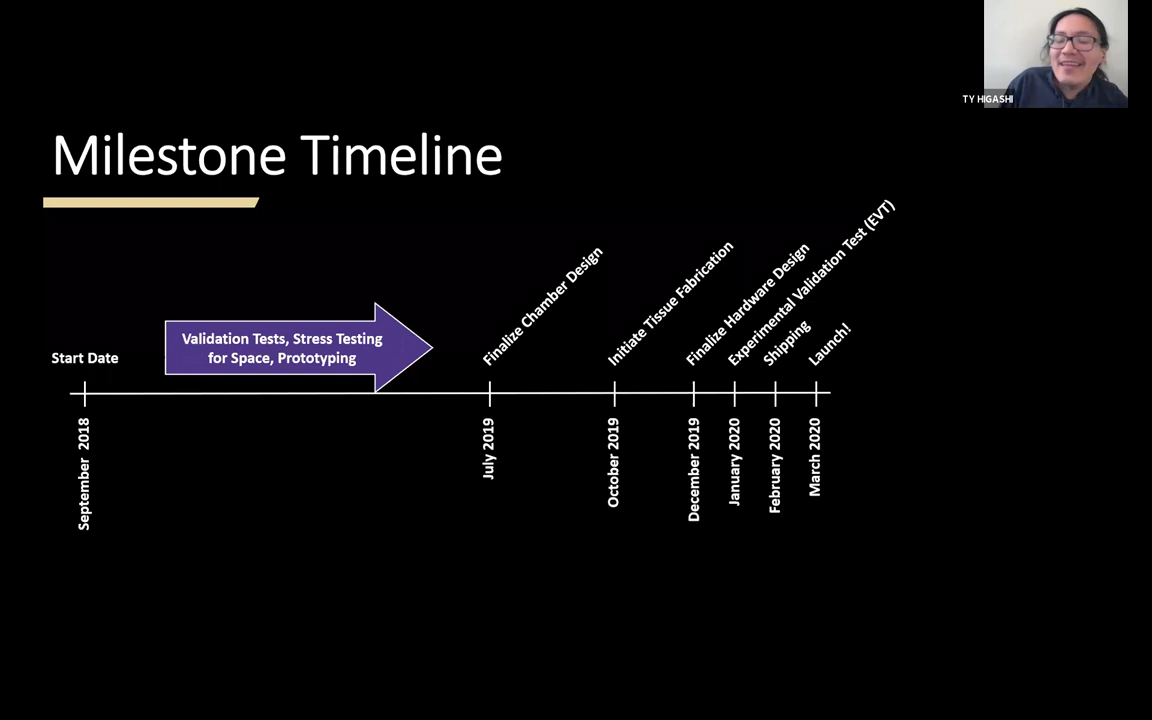 TY HIGASHI
Milestone Timeline
Validation Tests, Stress Testing
for Space, Prototyping
Start Date
Finalize Chamber Design
Initiate Tissue Fabrication
Finalize Hardware Design
Experimental Validation Test (EVT)
Shipping
Launch!
September 2018
July 2019
October 2019
December 2019
January 2020
February 2020
March 2020